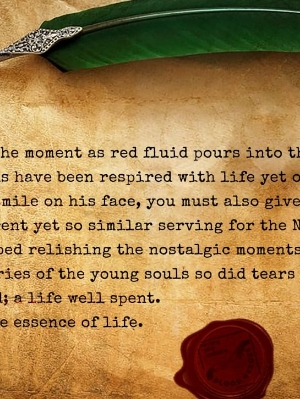 he moment as red fluid pours into th
s have been respired with life yet o
mile on his face, you must also give
ent yet so similar serving for the N
ped relishing the nostalgic moments
ries of the young souls so did tears
l; a life well spent.
e essence of life.